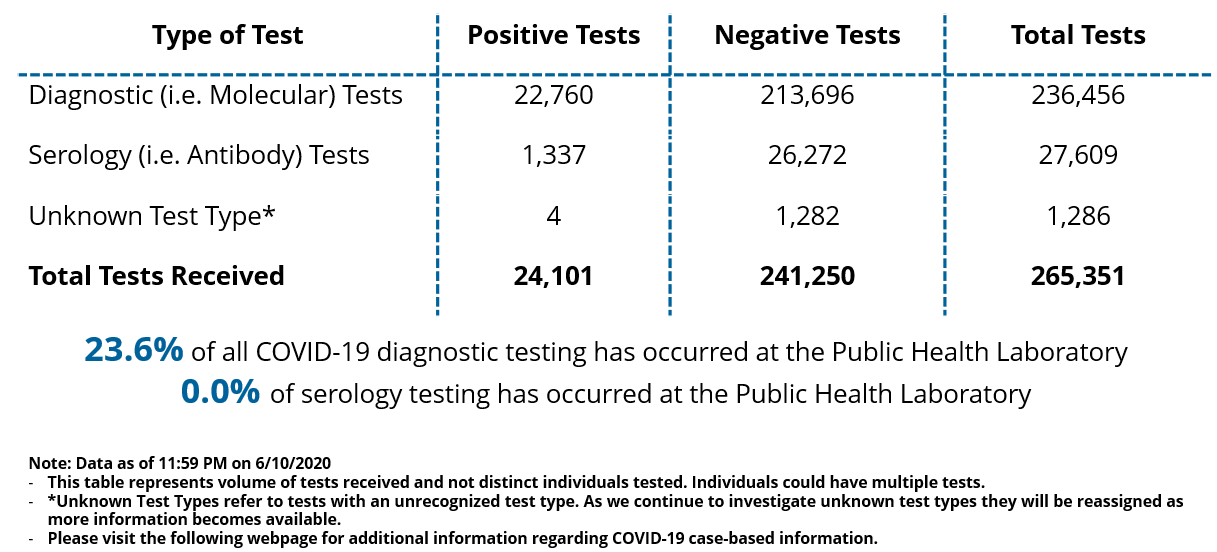 Type of Test Positive Tests Negative Tests Total Tests
Diagnostic (i.e. Molecular) Tests 22,760 213,696 236,456
Serology (i.e. Antibody) Tests 1,337 26,272 27,609
Unknown Test Type* 4 1,282 1,286
Total Tests Received 24,101 241,250 265,351
23.6% of all COVID-19 diagnostic testing has occurred at the Public Health Laboratory
0.0% of serology testing has occurred at the Public Health Laboratory
Note: Data as of 11:59 PM on 6/10/2020
- This table represents volume of tests received and not distinct individuals tested. Individuals could have multiple tests.
- *Unknown Test Types refer to tests with an unrecognized test type. As we continue to investigate unknown test types they will be reassigned as
more information becomes available.
- Please visit the following webpage for additional information regarding COVID-19 case-based information.